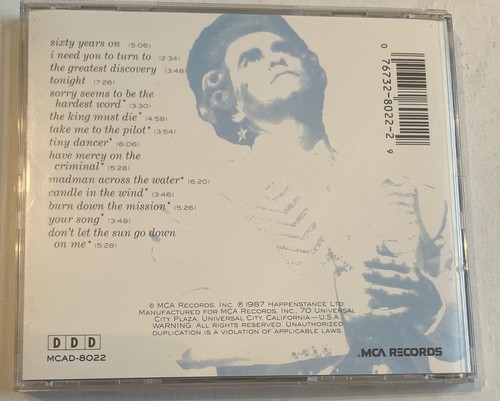 sixty years on (5:06)
i need you to turn to (2:34)
the greatest discovery (3:48)
tonight (7:26)
sorry seems to be the
hardest word* (3:30)
the king must die* (4:58)
take me to the pilot* (3:54)
tiny dancer* (6:06)
have mercy on the
criminal* (5:28)
madman across the water* (6:20)
candle in the wind* (3:46)
burn down the mission* (5:26)
your song* (3:48)
don't let the sun go down
on me* (5:28)
0 76732-8022-2 9
© MCA RECORDS, INC. ℗ 1987 HAPPENSTANCE LTD.
MANUFACTURED FOR MCA RECORDS, INC., 70 UNIVERSAL
CITY PLAZA, UNIVERSAL CITY, CALIFORNIA—U.S.A.
WARNING: ALL RIGHTS RESERVED. UNAUTHORIZED
DUPLICATION IS A VIOLATION OF APPLICABLE LAWS.
D D D
MCAD-8022
MCA RECORDS